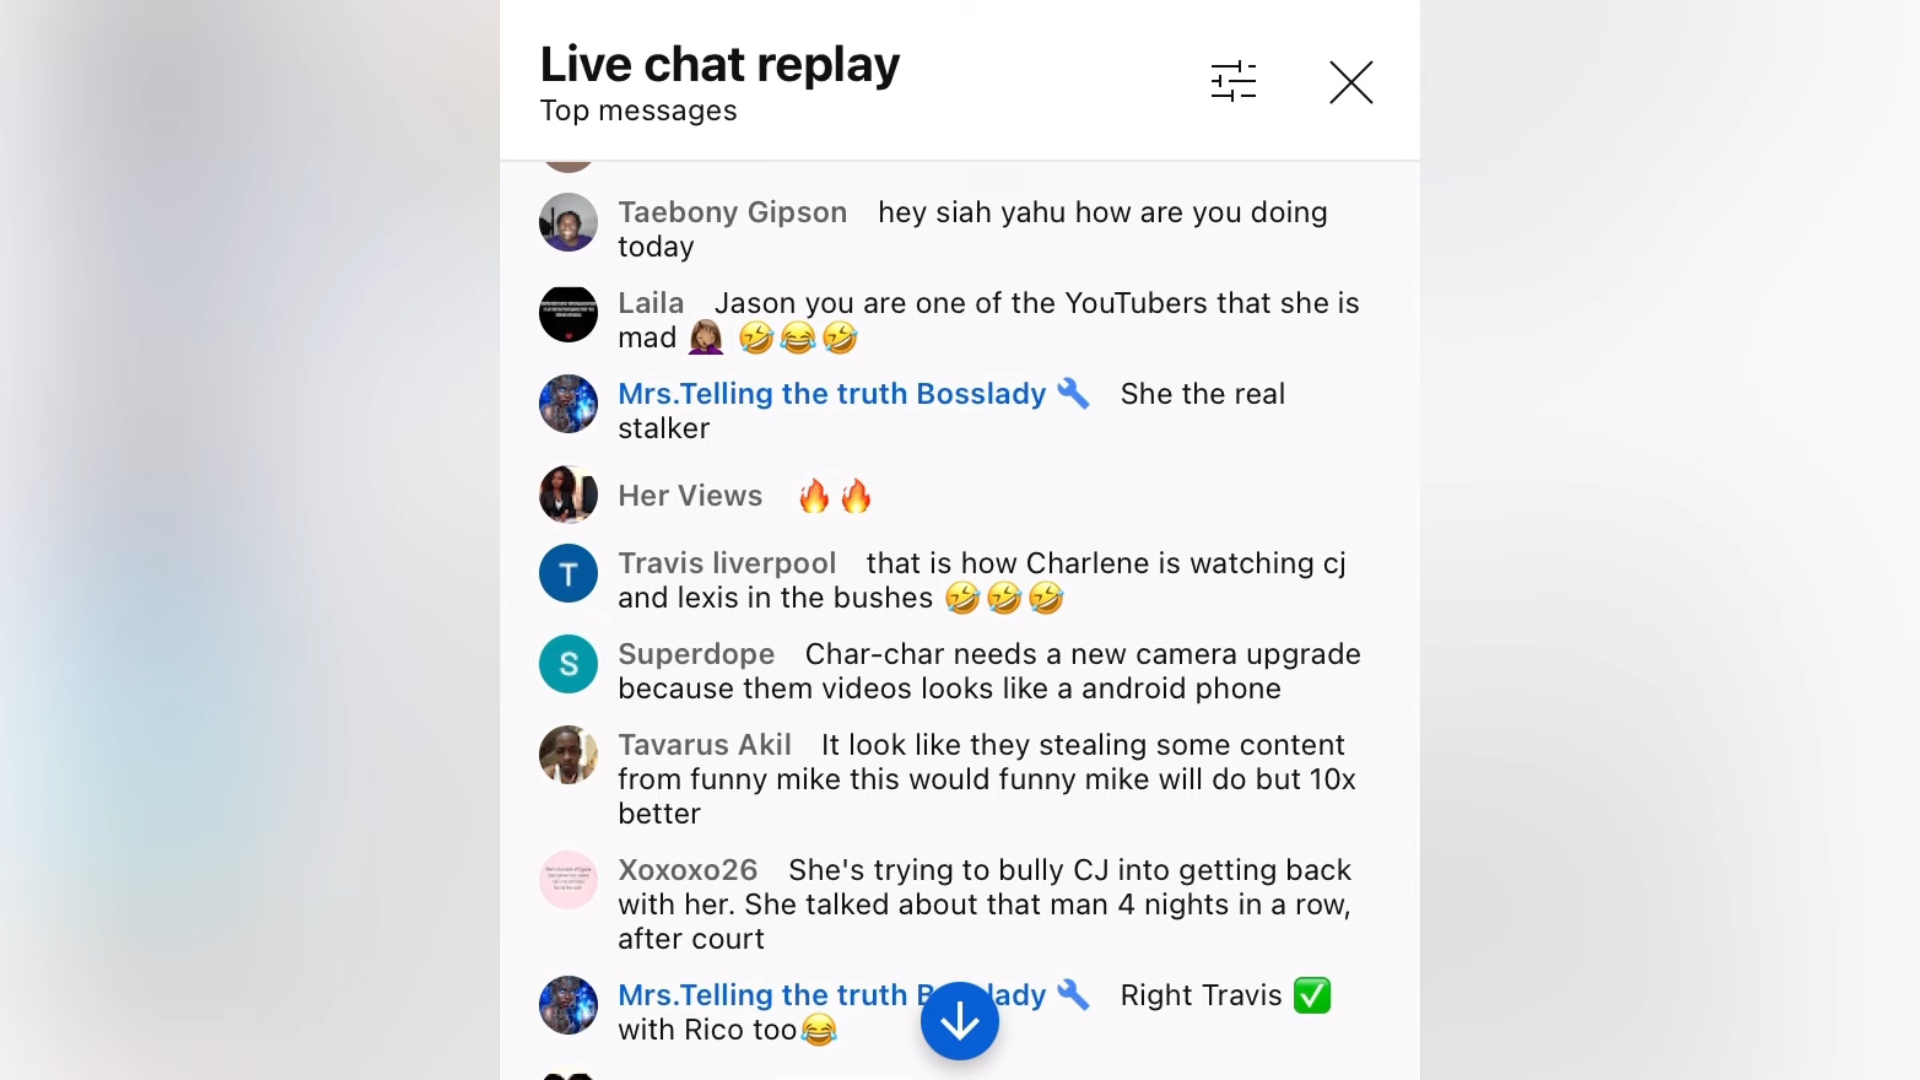 Live chat replay
Top messages
Taebony Gipson hey siah yahu how are you doing
today
Laila Jason you are one of the YouTubers that she is
mad 🤦🏽‍♀️ 🤣😂🤣
Mrs.Telling the truth Bosslady 🔧 She the real
stalker
Her Views 🔥🔥
T
Travis liverpool that is how Charlene is watching cj
and lexis in the bushes 🤣🤣🤣
S
Superdope Char-char needs a new camera upgrade
because them videos looks like a android phone
Tavarus Akil It look like they stealing some content
from funny mike this would funny mike will do but 10x
better
Xoxoxo26 She's trying to bully CJ into getting back
with her. She talked about that man 4 nights in a row,
after court
Mrs.Telling the truth Bosslady 🔧 Right Travis ✅
with Rico too😂